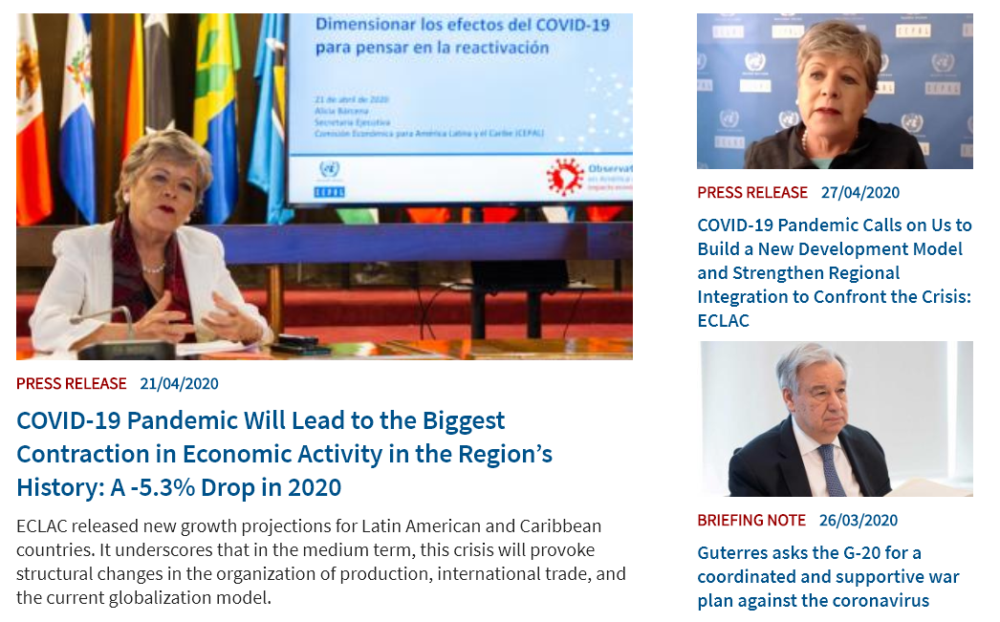 Dimensionar los efectos del COVID-19
para pensar en la reactivación
21 de abril de 2020
Alicia Bárcena
Secretaria Ejecutiva
Comisión Económica para América Latina y el Caribe (CEPAL)
CEPAL
PRESS RELEASE 21/04/2020
COVID-19 Pandemic Will Lead to the Biggest
Contraction in Economic Activity in the Region’s
History: A -5.3% Drop in 2020
ECLAC released new growth projections for Latin American and Caribbean
countries. It underscores that in the medium term, this crisis will provoke
structural changes in the organization of production, international trade, and
the current globalization model.
CEPAL
PRESS RELEASE 27/04/2020
COVID-19 Pandemic Calls on Us to
Build a New Development Model
and Strengthen Regional
Integration to Confront the Crisis:
ECLAC
BRIEFING NOTE 26/03/2020
Guterres asks the G-20 for a
coordinated and supportive war
plan against the coronavirus